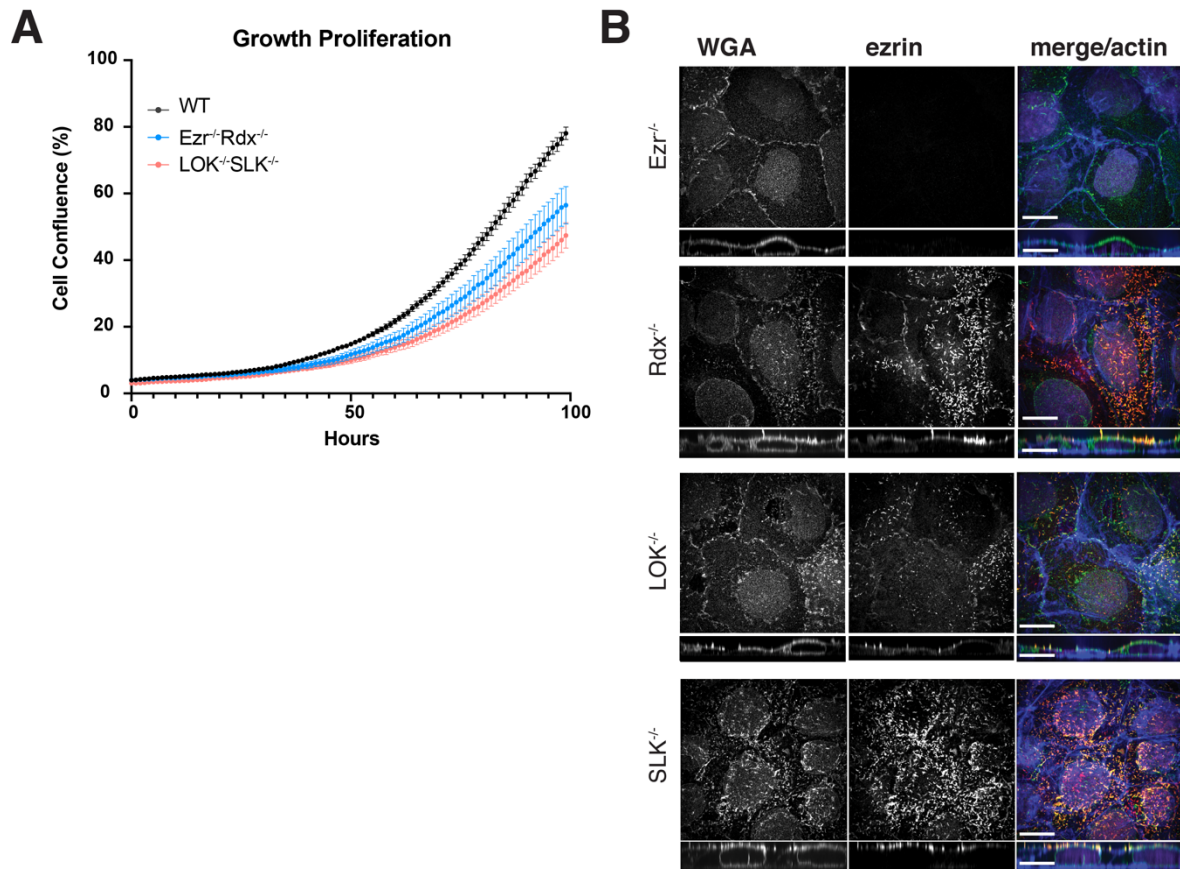 A
Growth Proliferation
100
80
60
40
20
0
Cell Confluence (%)
WT
Ezr-/-Rdx-/-
LOK-/-SLK-/-
0
50
100
Hours
B
WGA
ezrin
merge/actin
Ezr-/-
Rdx-/-
LOK-/-
SLK-/-